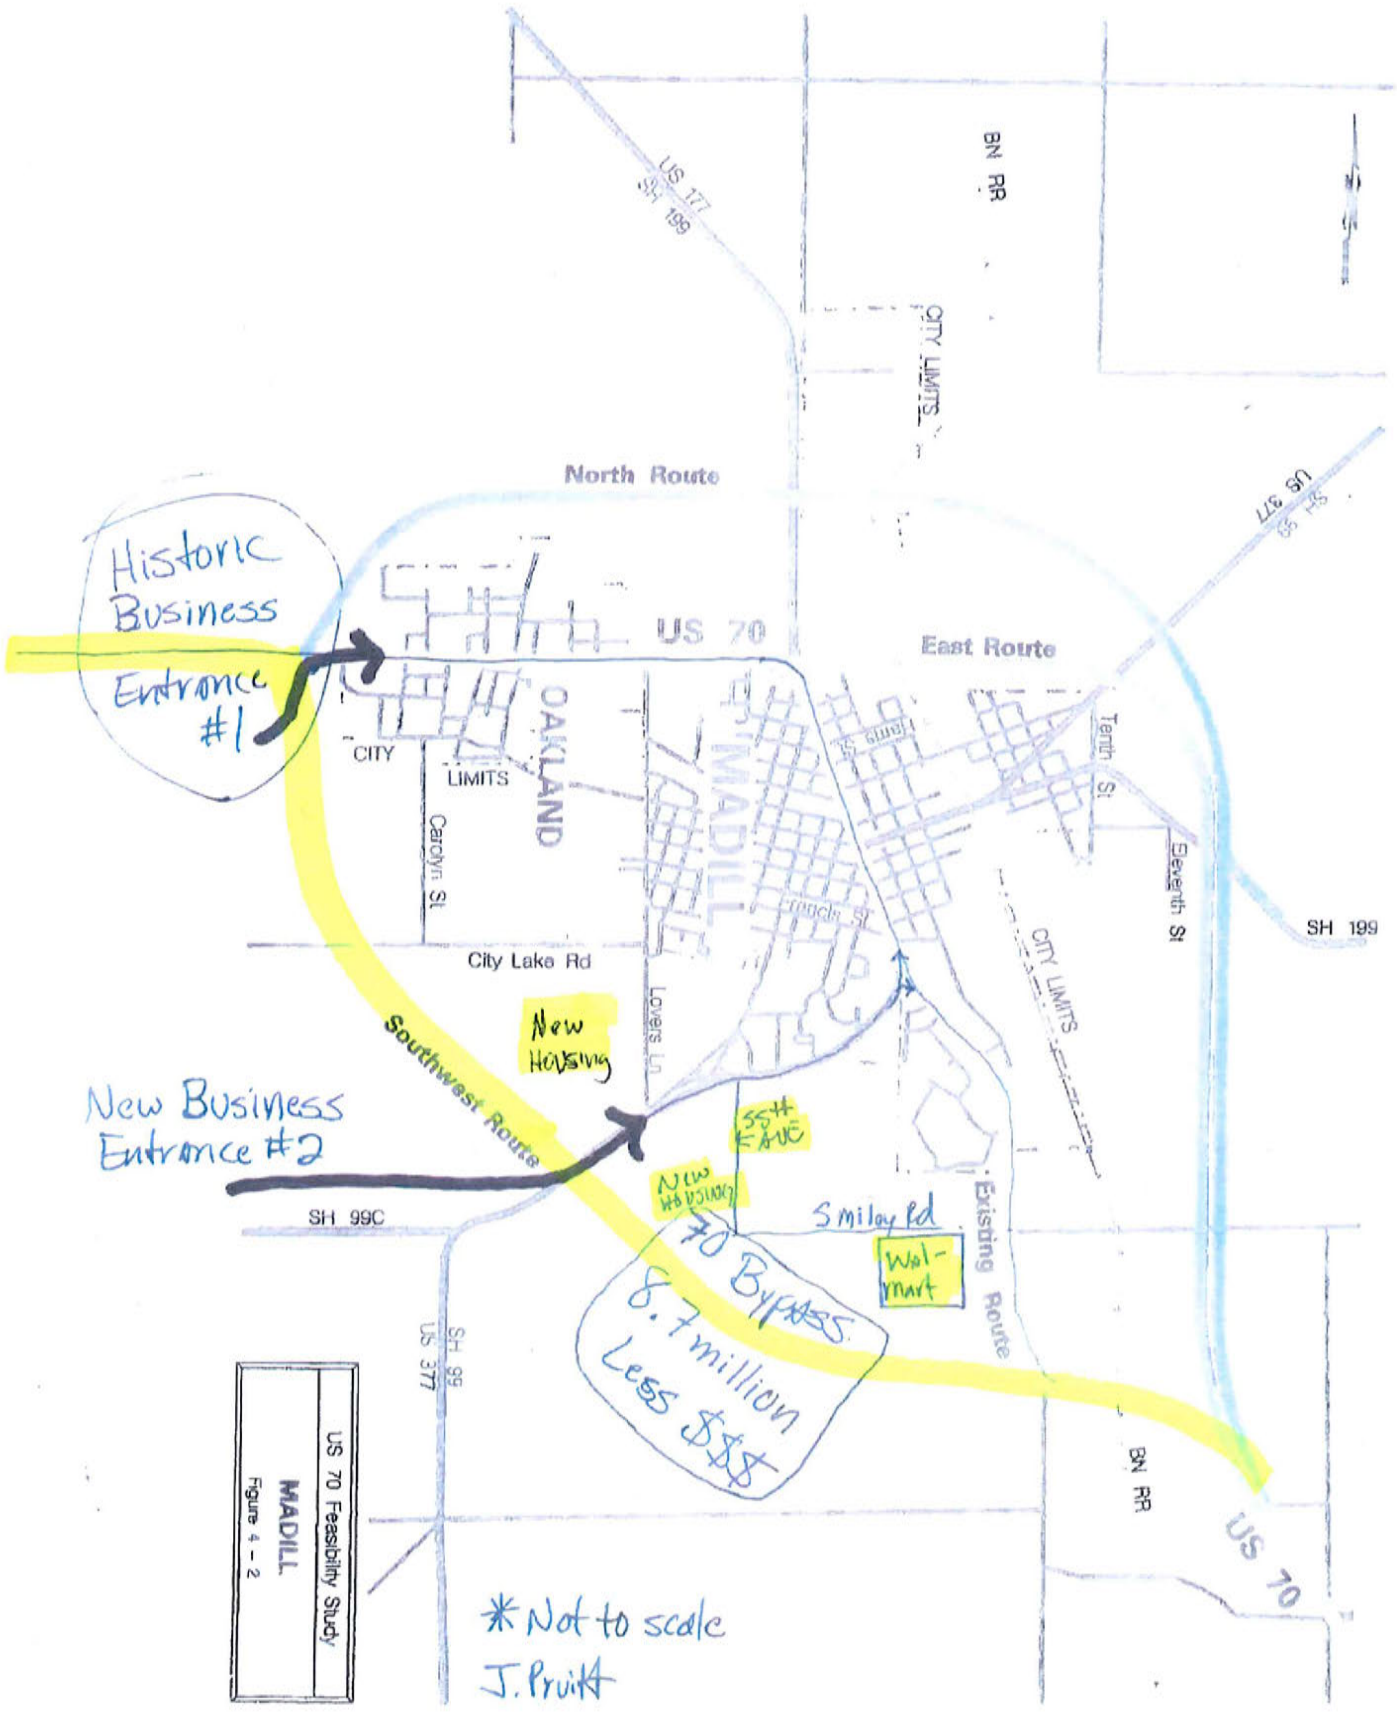 BN RR
US 177
SH 199
CITY LIMITS
North Route
US 377
SH 99
Historic
Business
Entrance
#1
US 70
East Route
OAKLAND
MADILL
CITY
LIMITS
Tenth St
Carolyn St
Eleventh St
SH 199
CITY LIMITS
City Lake Rd
Lovers Ln
New
Housing
Southwest Route
New Business
Entrance #2
New
Housing
Smiley Rd
SH 99C
Existing Route
Wal-
mart
70 Bypass
8.7 million
Less $$$
SH 99
US 377
BN RR
US 70
US 70 Feasibility Study
MADILL
Figure 4 - 2
* Not to scale
J. Pruitt